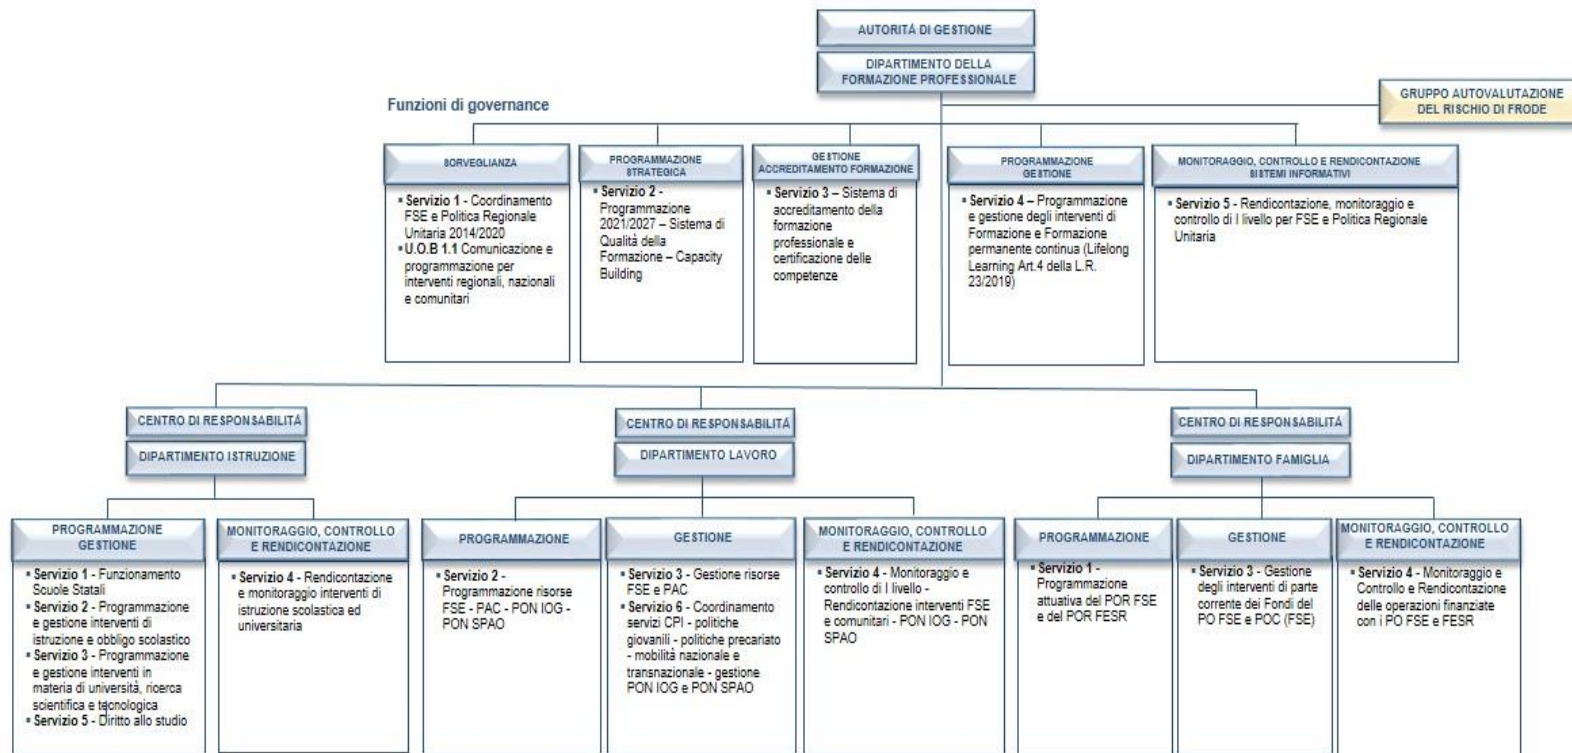 AUTORITÁ DI GESTIONE
DIPARTIMENTO DELLA
FORMAZIONE PROFESSIONALE
GRUPPO AUTOVALUTAZIONE
DEL RISCHIO DI FRODE
Funzioni di governance
SORVEGLIANZA
▪ Servizio 1 - Coordinamento
FSE e Politica Regionale
Unitaria 2014/2020
▪ U.O.B 1.1 Comunicazione e
programmazione per
interventi regionali, nazionali
e comunitari
PROGRAMMAZIONE
STRATEGICA
▪ Servizio 2 -
Programmazione
2021/2027 – Sistema di
Qualità della
Formazione – Capacity
Building
GESTIONE
ACCREDITAMENTO FORMAZIONE
▪ Servizio 3 – Sistema di
accreditamento della
formazione
professionale e
certificazione delle
competenze
PROGRAMMAZIONE
GESTIONE
▪ Servizio 4 – Programmazione
e gestione degli interventi di
Formazione e Formazione
permanente continua (Lifelong
Learning Art.4 della L.R.
23/2019)
MONITORAGGIO, CONTROLLO E RENDICONTAZIONE
SISTEMI INFORMATIVI
▪ Servizio 5 - Rendicontazione, monitoraggio e
controllo di I livello per FSE e Politica Regionale
Unitaria
CENTRO DI RESPONSABILITÁ
DIPARTIMENTO ISTRUZIONE
PROGRAMMAZIONE
GESTIONE
▪ Servizio 1 - Funzionamento
Scuole Statali
▪ Servizio 2 - Programmazione
e gestione interventi di
istruzione e obbligo scolastico
▪ Servizio 3 - Programmazione
e gestione interventi in
materia di università, ricerca
scientifica e tecnologica
▪ Servizio 5 - Diritto allo studio
MONITORAGGIO, CONTROLLO
E RENDICONTAZIONE
▪ Servizio 4 - Rendicontazione
e monitoraggio interventi di
istruzione scolastica ed
universitaria
CENTRO DI RESPONSABILITÁ
DIPARTIMENTO LAVORO
PROGRAMMAZIONE
▪ Servizio 2 -
Programmazione risorse
FSE - PAC - PON IOG -
PON SPAO
GESTIONE
▪ Servizio 3 - Gestione risorse
FSE e PAC
▪ Servizio 6 - Coordinamento
servizi CPI - politiche
giovanili - politiche precariato
- mobilità nazionale e
transnazionale - gestione
PON IOG e PON SPAO
MONITORAGGIO, CONTROLLO
E RENDICONTAZIONE
▪ Servizio 4 - Monitoraggio e
controllo di I livello -
Rendicontazione interventi FSE
e comunitari - PON IOG - PON
SPAO
CENTRO DI RESPONSABILITÁ
DIPARTIMENTO FAMIGLIA
PROGRAMMAZIONE
▪ Servizio 1 -
Programmazione
attuativa del POR FSE
e del POR FESR
GESTIONE
▪ Servizio 3 - Gestione
degli interventi di parte
corrente dei Fondi del
PO FSE e POC (FSE)
MONITORAGGIO, CONTROLLO
E RENDICONTAZIONE
▪ Servizio 4 - Monitoraggio e
Controllo e Rendicontazione
delle operazioni finanziate
con i PO FSE e FESR